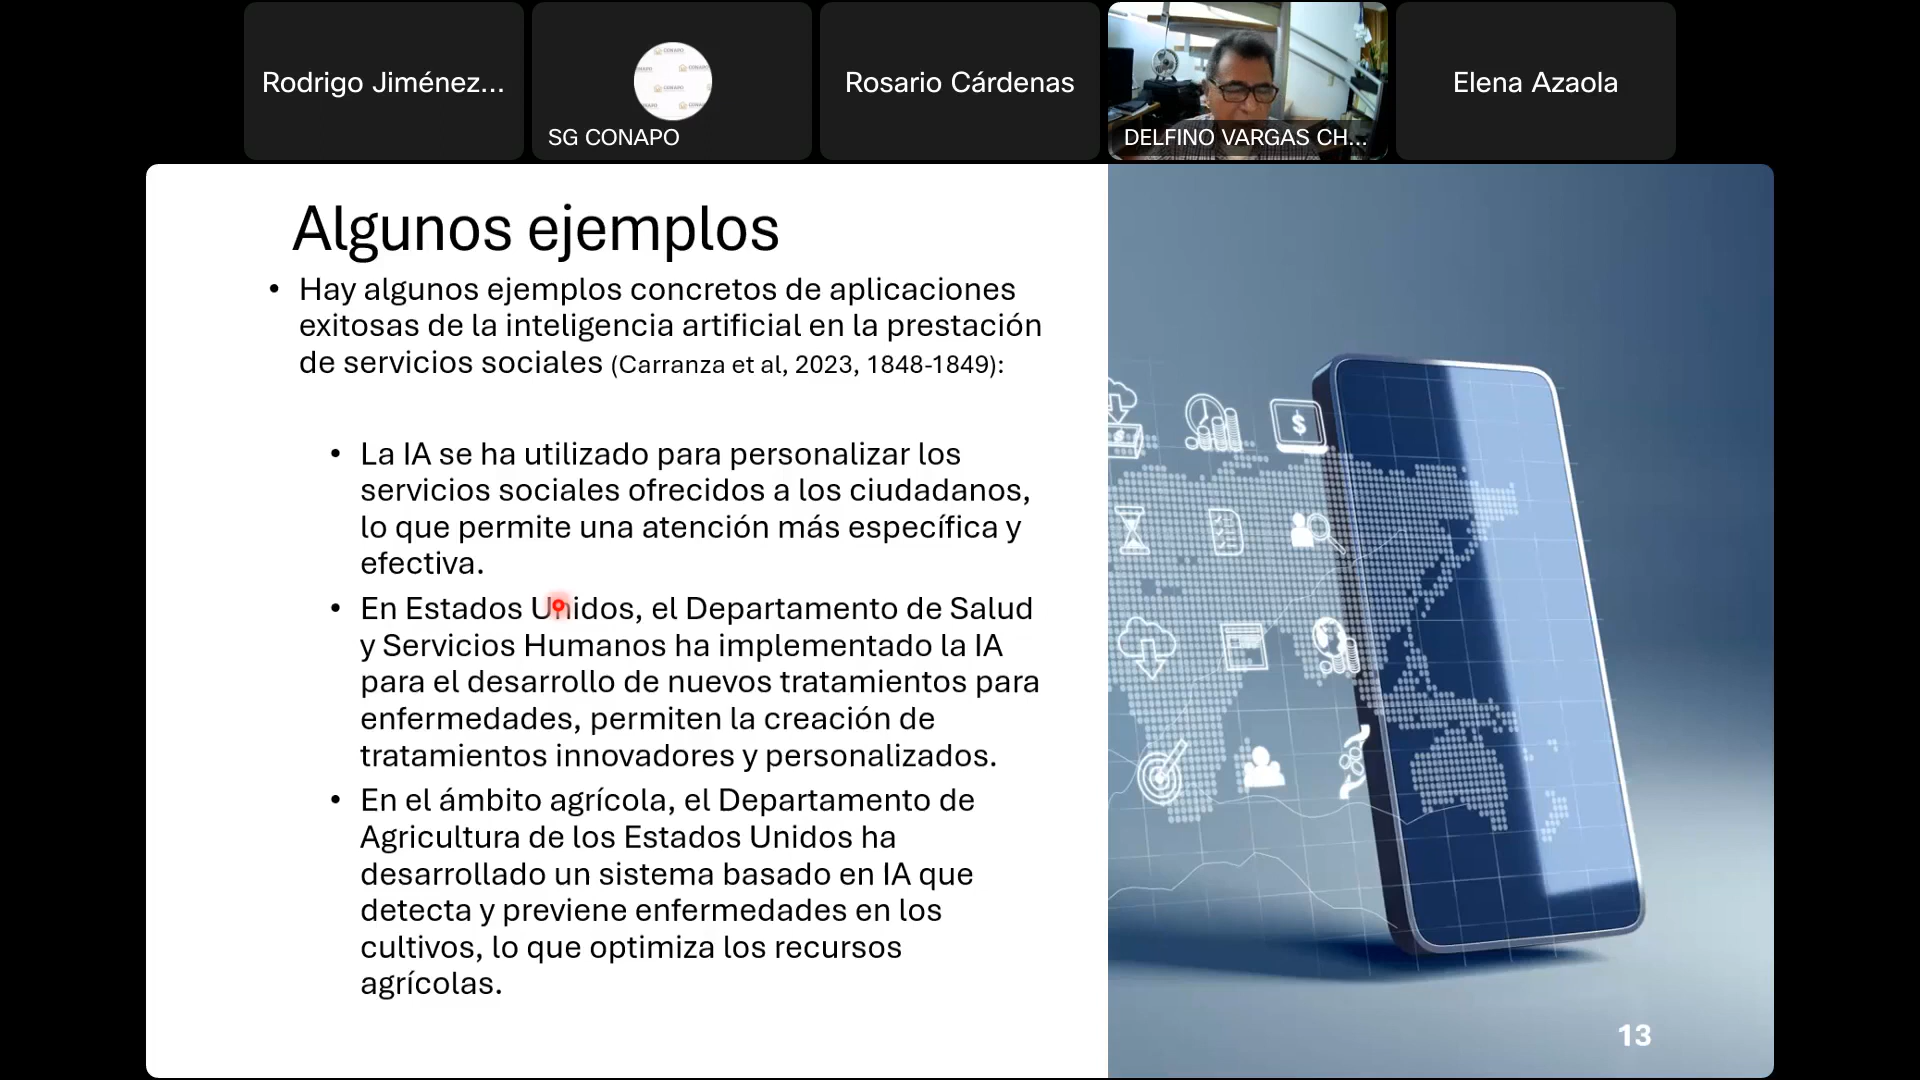 Rodrigo Jiménez...
SG CONAPO
Rosario Cárdenas
DELFINO VARGAS CH...
Elena Azaola
Algunos ejemplos
• Hay algunos ejemplos concretos de aplicaciones
exitosas de la inteligencia artificial en la prestación
de servicios sociales (Carranza et al, 2023, 1848-1849):
• La IA se ha utilizado para personalizar los
servicios sociales ofrecidos a los ciudadanos,
lo que permite una atención más específica y
efectiva.
• En Estados Unidos, el Departamento de Salud
y Servicios Humanos ha implementado la IA
para el desarrollo de nuevos tratamientos para
enfermedades, permiten la creación de
tratamientos innovadores y personalizados.
• En el ámbito agrícola, el Departamento de
Agricultura de los Estados Unidos ha
desarrollado un sistema basado en IA que
detecta y previene enfermedades en los
cultivos, lo que optimiza los recursos
agrícolas.
13